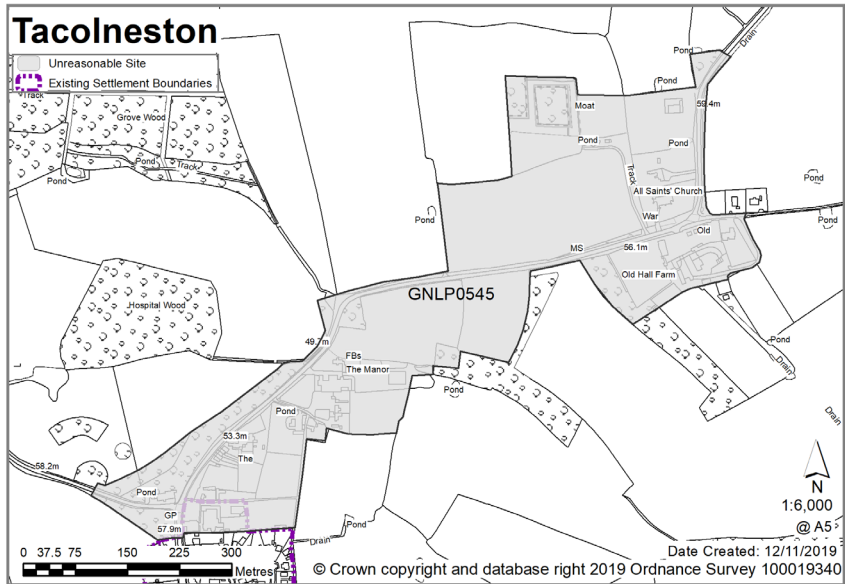 Tacolneston
Unreasonable Site
Existing Settlement Boundaries
Track
Grove Wood
Pond
Track
Pond
Pond
Drain
Pond
59.4m
Moat
Pond
Pond
Track
All Saints' Church
War
Pond
Pond
Pond
Old
MS
56.1m
Old Hall Farm
GNLP0545
Hospital Wood
49.7m
FBs
The Manor
Pond
Pond
Drain
Pond
Drain
53.3m
The
58.2m
Pond
GP
57.9m
Pond
Drain
N
1:6,000
@ A5
Date Created: 12/11/2019
0 37.5 75 150 225 300
Metres
© Crown copyright and database right 2019 Ordnance Survey 100019340